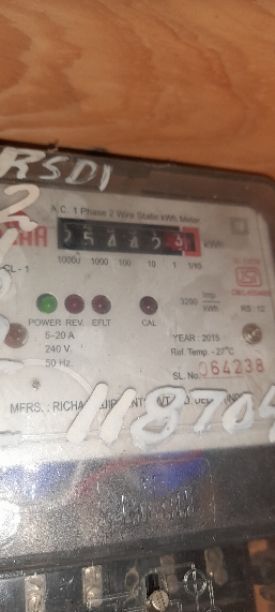 RSDI
A.C. 1 Phase 2 Wire Static kWh Meter
kWh
10000 1000 100 10 1 1/10
CL-1
3200 imp/kWh
POWER REV. EFLT CAL
5-20 A
240 V.
50 Hz.
YEARː 2015
Ref. Temp. - 27°C
SL. No. 064238
MFRS. : RICHA
118704